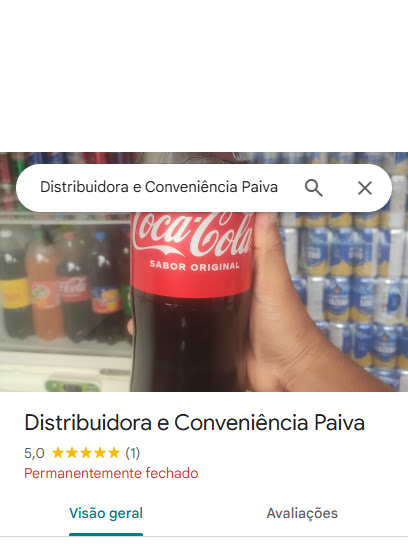 Distribuidora e Conveniência Paiva
Coca-Cola
SABOR ORIGINAL
Distribuidora e Conveniência Paiva
5,0 (1)
Permanentemente fechado
Visão geral Avaliações